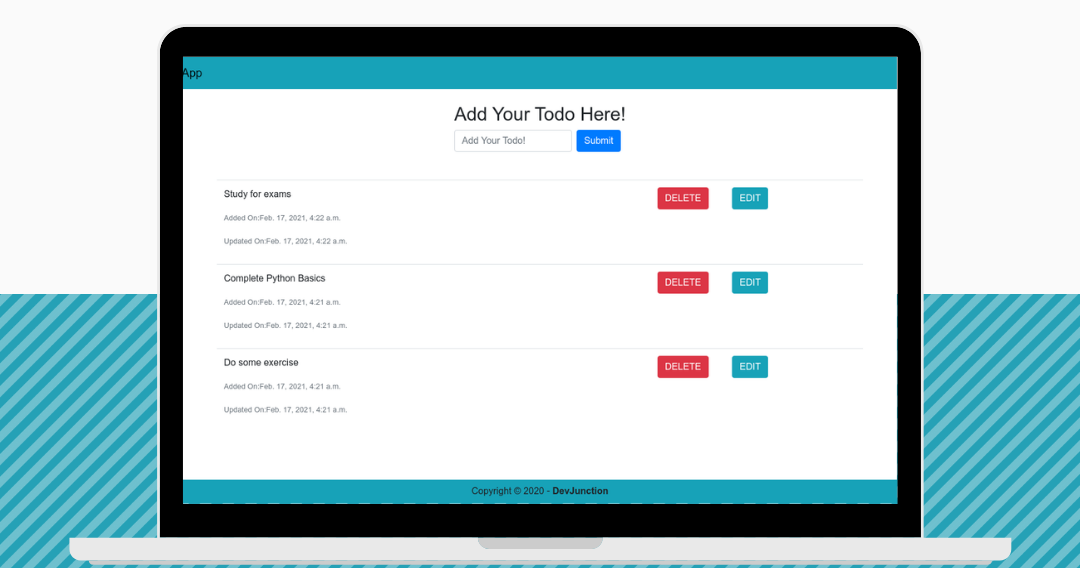 App
Add Your Todo Here!
Add Your Todo! Submit
Study for exams DELETE EDIT
Added On:Feb. 17, 2021, 4:22 a.m.
Updated On:Feb. 17, 2021, 4:22 a.m.
Complete Python Basics DELETE EDIT
Added On:Feb. 17, 2021, 4:21 a.m.
Updated On:Feb. 17, 2021, 4:21 a.m.
Do some exercise DELETE EDIT
Added On:Feb. 17, 2021, 4:21 a.m.
Updated On:Feb. 17, 2021, 4:21 a.m.
Copyright © 2020 - DevJunction